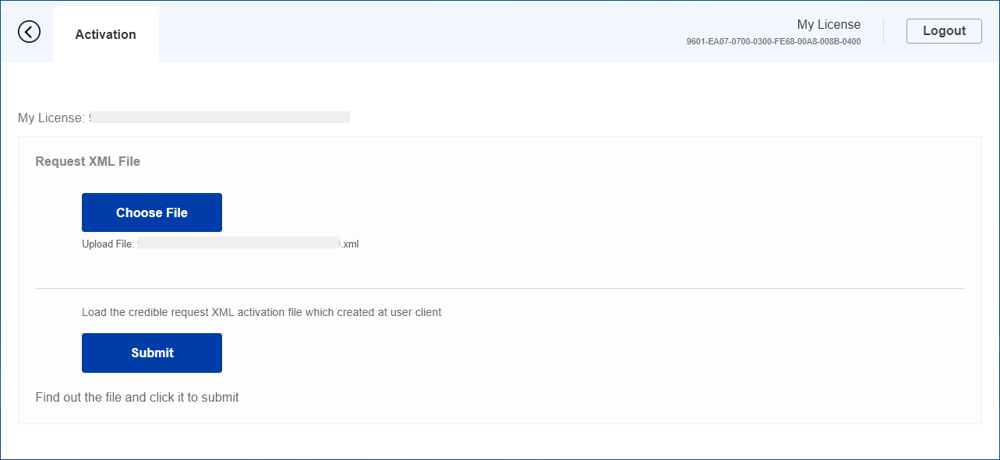 Activation
My License
9601-EA07-0700-0300-FE68-00A8-008B-0400
Logout
My License:
Request XML File
Choose File
Upload File: .xml
Load the credible request XML activation file which created at user client
Submit
Find out the file and click it to submit